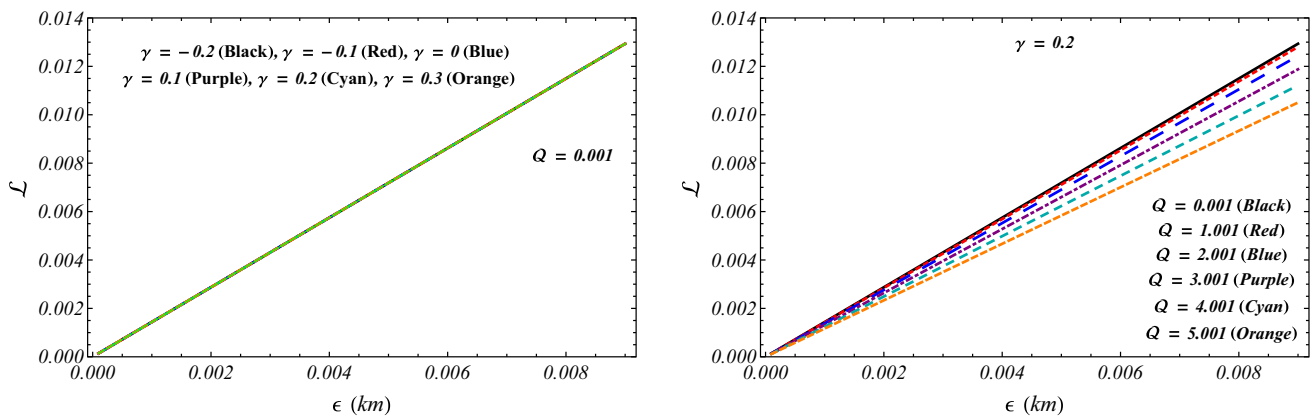 0.014
0.012
0.010
0.008
0.006
0.004
0.002
0.000
ℒ
γ = -0.2 (Black), γ = -0.1 (Red), γ = 0 (Blue)
γ = 0.1 (Purple), γ = 0.2 (Cyan), γ = 0.3 (Orange)
Q = 0.001
0.000 0.002 0.004 0.006 0.008
ϵ (km)
0.014
0.012
0.010
0.008
0.006
0.004
0.002
0.000
ℒ
γ = 0.2
Q = 0.001 (Black)
Q = 1.001 (Red)
Q = 2.001 (Blue)
Q = 3.001 (Purple)
Q = 4.001 (Cyan)
Q = 5.001 (Orange)
0.000 0.002 0.004 0.006 0.008
ϵ (km)